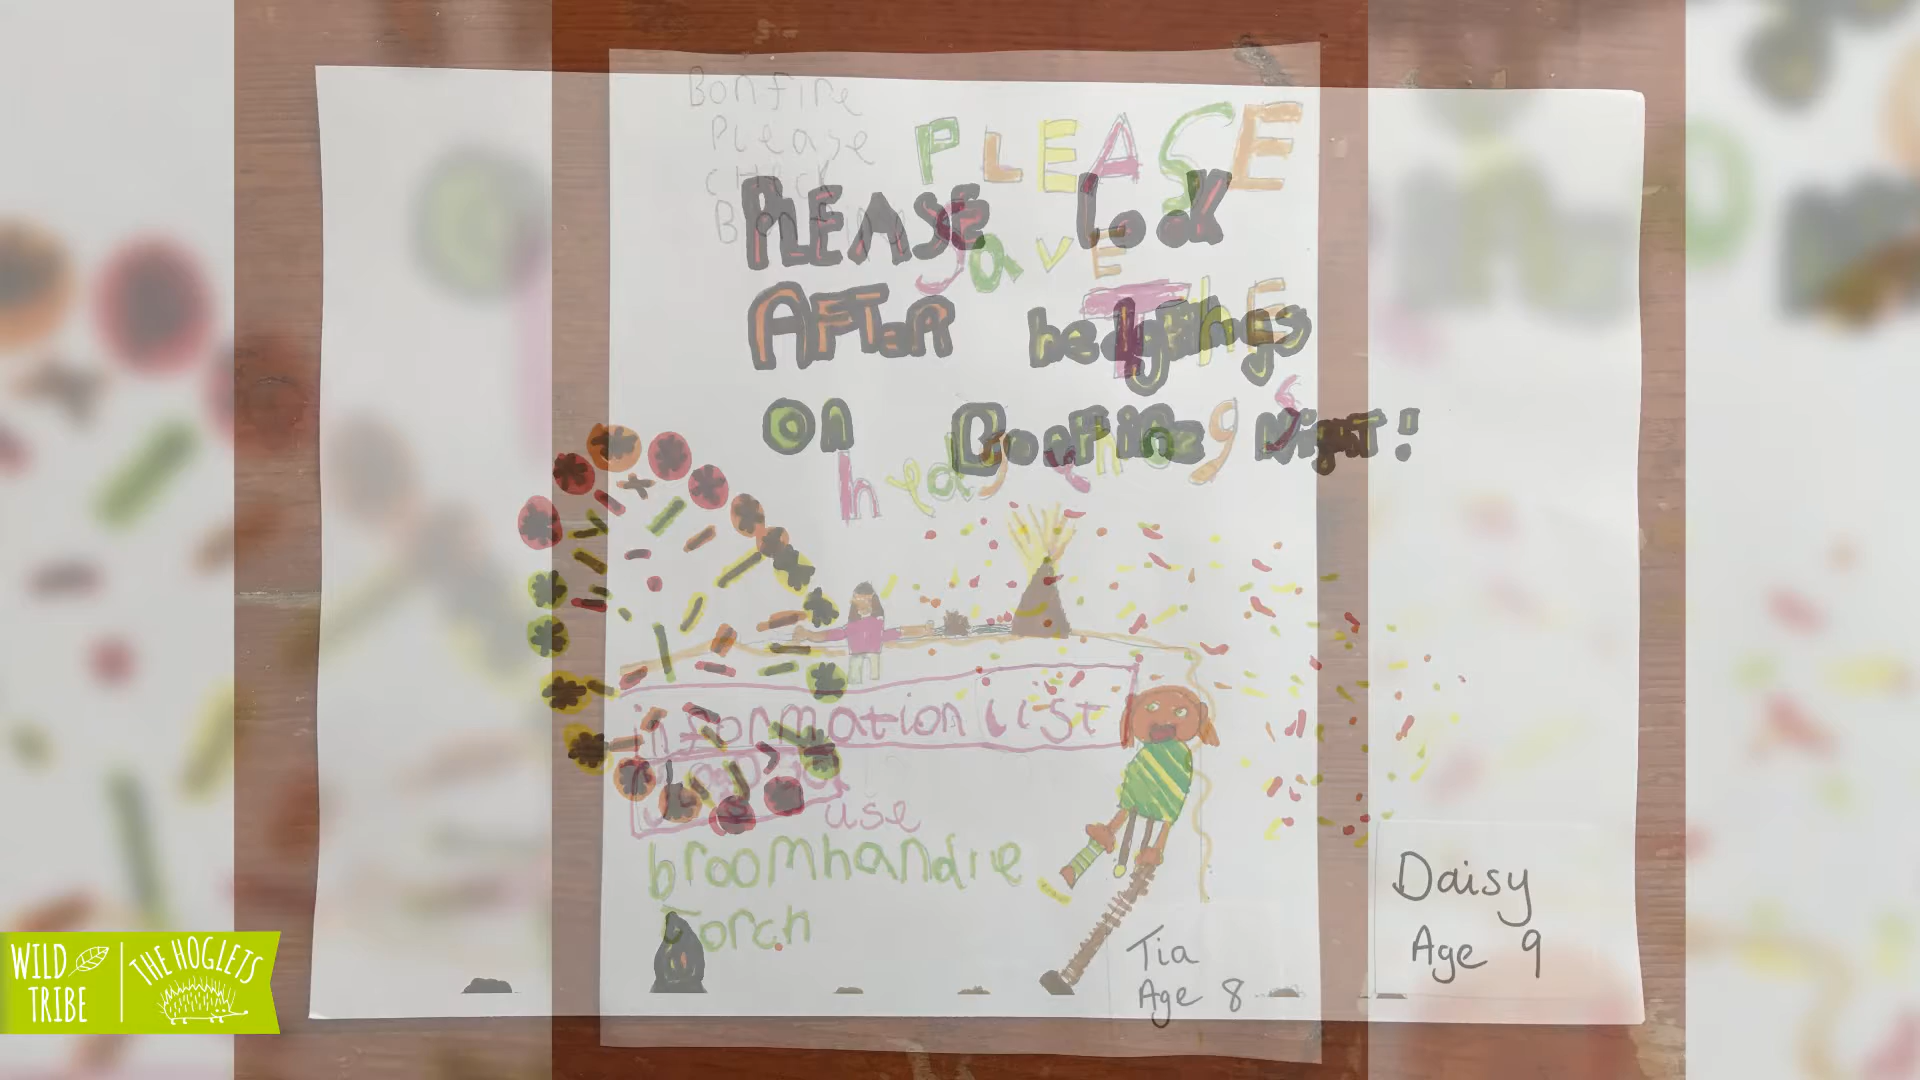 Bonfire
Please
check
PLEASE
save
ThE
hedgehogs
information list
use
broomhandle
Torch
Tia
Age 8
PLEASE LooK
AFTER hedgehogs
on BonFire NigHT!
Daisy
Age 9
WILD TRIBE
THE HOGLETS